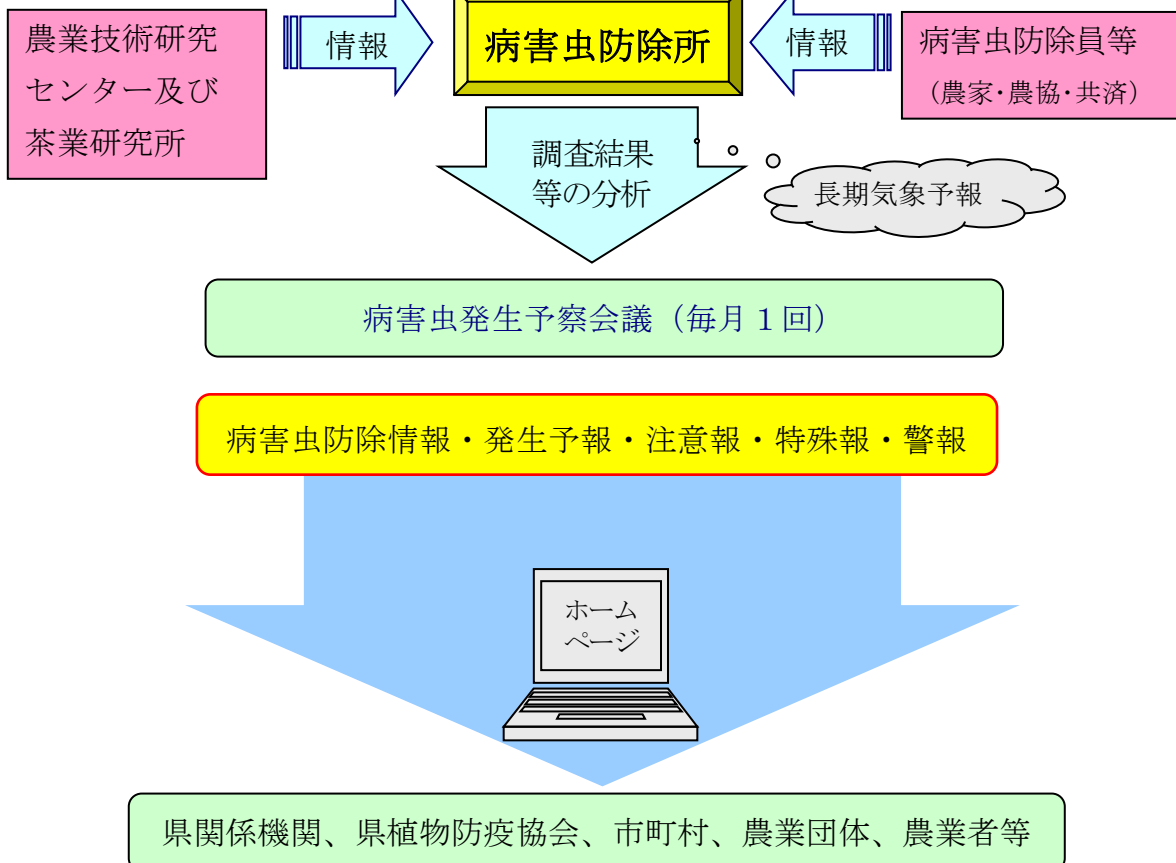 農業技術研究
センター及び
茶業研究所
情報
病害虫防除所
情報
病害虫防除員等
（農家・農協・共済）
調査結果
等の分析
長期気象予報
病害虫発生予察会議（毎月１回）
病害虫防除情報・発生予報・注意報・特殊報・警報
ホーム
ページ
県関係機関、県植物防疫協会、市町村、農業団体、農業者等